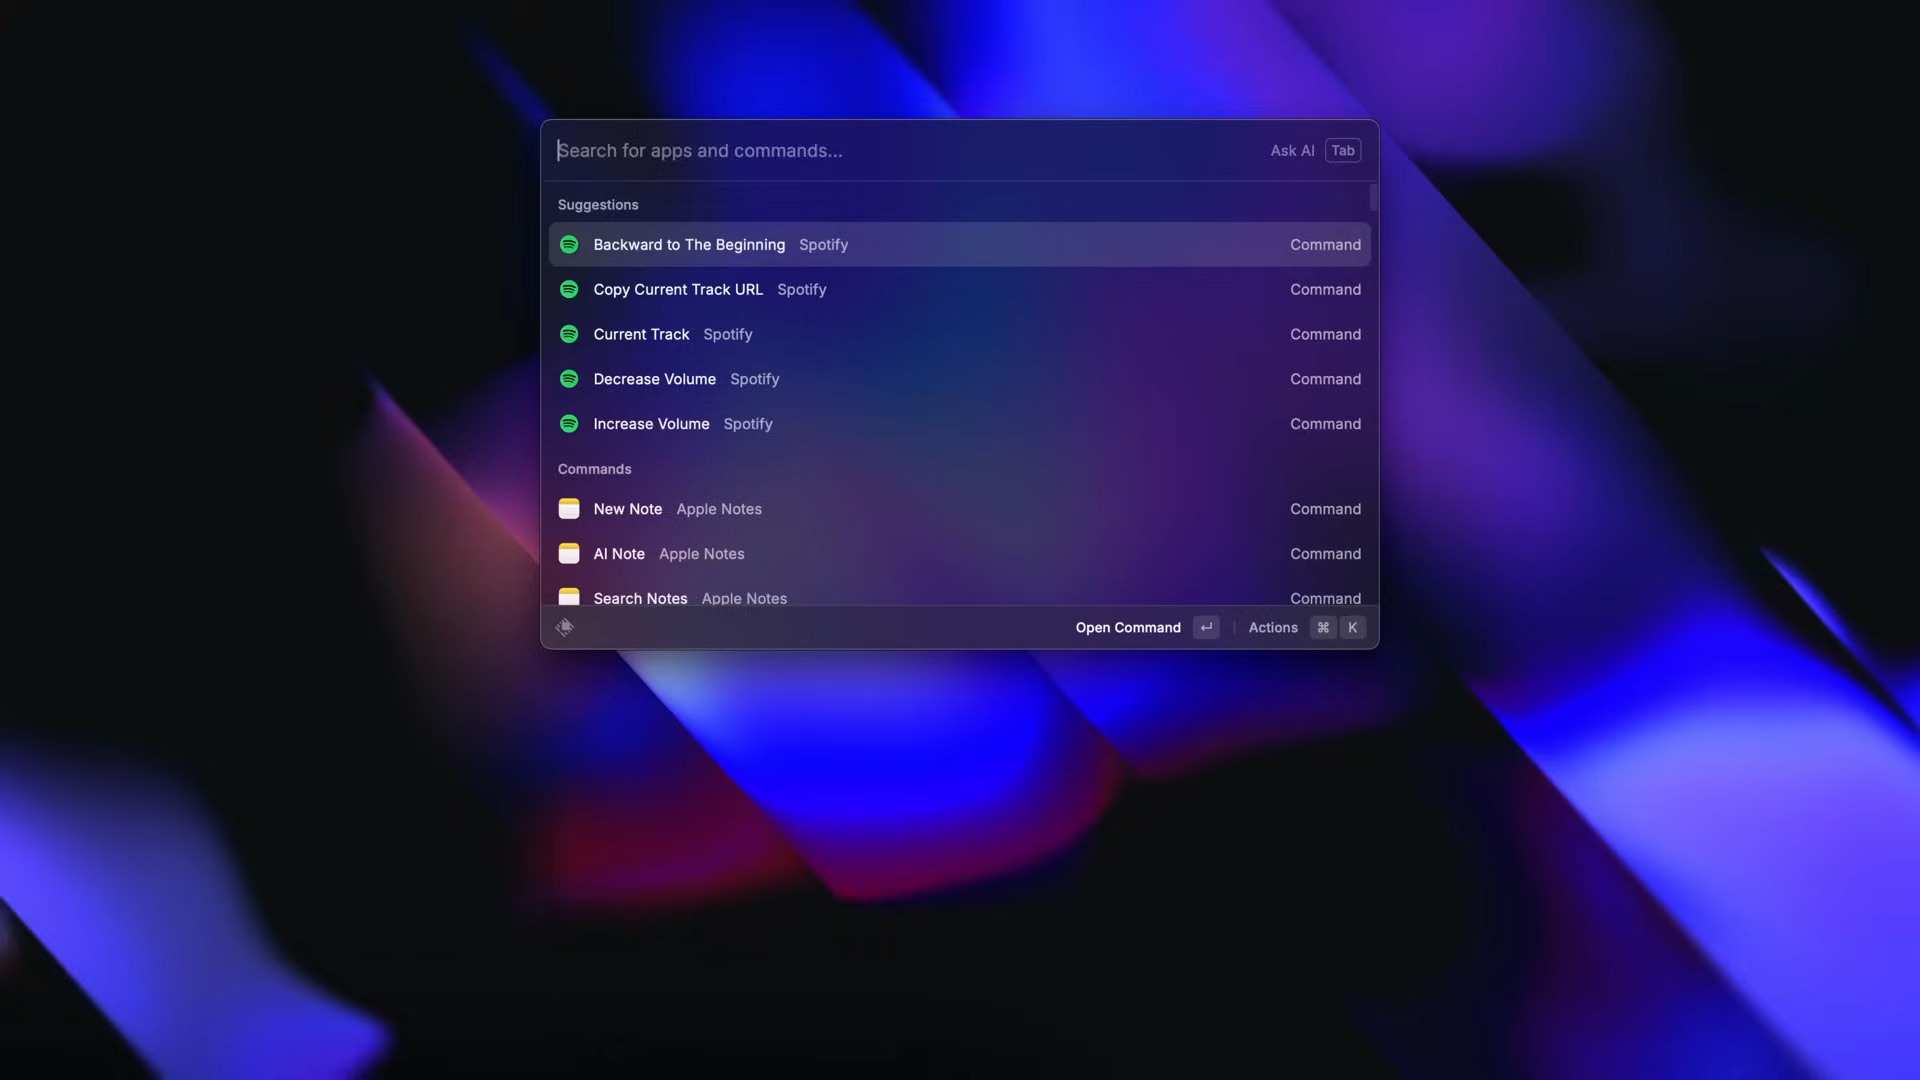 Search for apps and commands... Ask AI Tab
Suggestions
Backward to The Beginning Spotify Command
Copy Current Track URL Spotify Command
Current Track Spotify Command
Decrease Volume Spotify Command
Increase Volume Spotify Command
Commands
New Note Apple Notes Command
AI Note Apple Notes Command
Search Notes Apple Notes Command
Open Command ↵ Actions ⌘ K